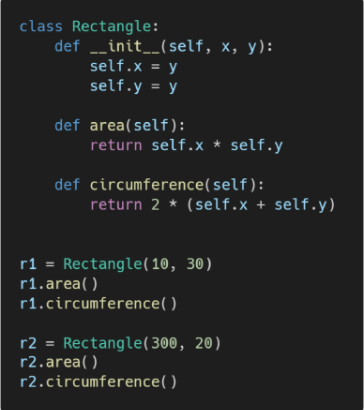 class Rectangle:
    def __init__(self, x, y):
        self.x = y
        self.y = y

    def area(self):
        return self.x * self.y

    def circumference(self):
        return 2 * (self.x + self.y)


r1 = Rectangle(10, 30)
r1.area()
r1.circumference()

r2 = Rectangle(300, 20)
r2.area()
r2.circumference()